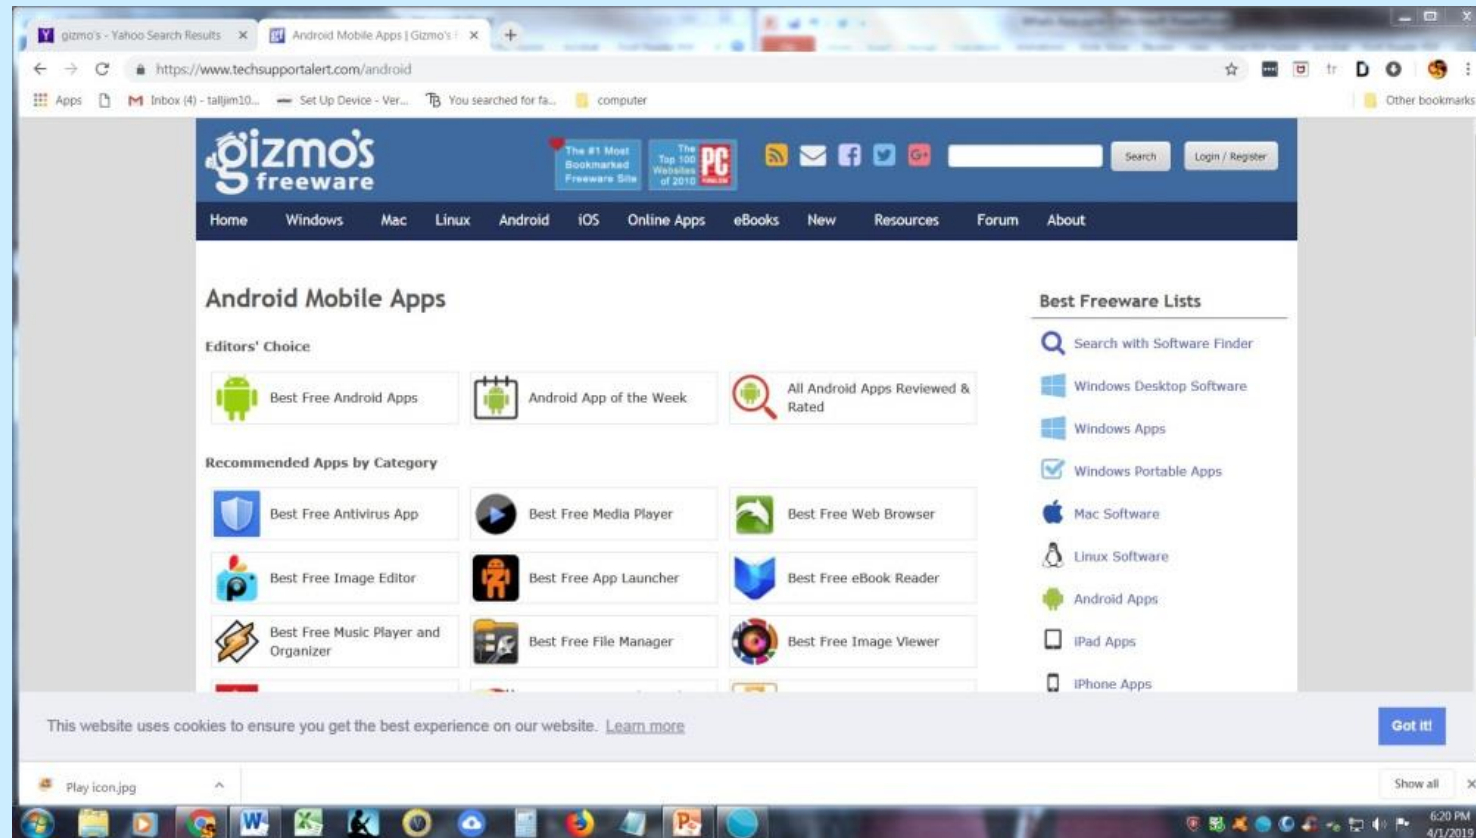 gizmo's - Yahoo Search Results
Android Mobile Apps | Gizmo's
https://www.techsupportalert.com/android
tr
Apps
Inbox (4) - talljim10...
Set Up Device - Ver...
You searched for fa...
computer
Other bookmarks
gizmo's
freeware
The #1 Most
Bookmarked
Freeware Site
The
Top 100
Websites
of 2010
PC
Search
Login / Register
Home Windows Mac Linux Android iOS Online Apps eBooks New Resources Forum About
Android Mobile Apps
Editors' Choice
Best Free Android Apps
Android App of the Week
All Android Apps Reviewed &
Rated
Recommended Apps by Category
Best Free Antivirus App
Best Free Media Player
Best Free Web Browser
Best Free Image Editor
Best Free App Launcher
Best Free eBook Reader
Best Free Music Player and
Organizer
Best Free File Manager
Best Free Image Viewer
Best Freeware Lists
Search with Software Finder
Windows Desktop Software
Windows Apps
Windows Portable Apps
Mac Software
Linux Software
Android Apps
iPad Apps
iPhone Apps
This website uses cookies to ensure you get the best experience on our website. Learn more
Got it!
Play icon.jpg
Show all
6:20 PM
4/1/2019